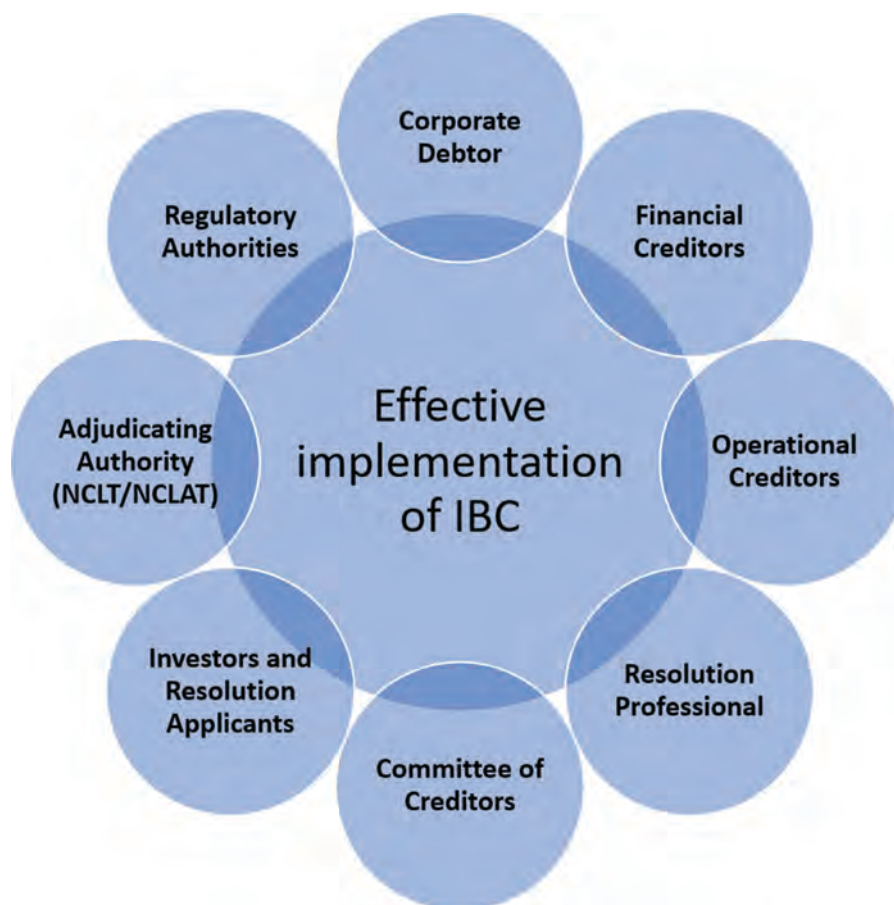 Corporate
Debtor
Financial
Creditors
Operational
Creditors
Resolution
Professional
Committee of
Creditors
Investors and
Resolution
Applicants
Adjudicating
Authority
(NCLT/NCLAT)
Regulatory
Authorities
Effective
implementation
of IBC